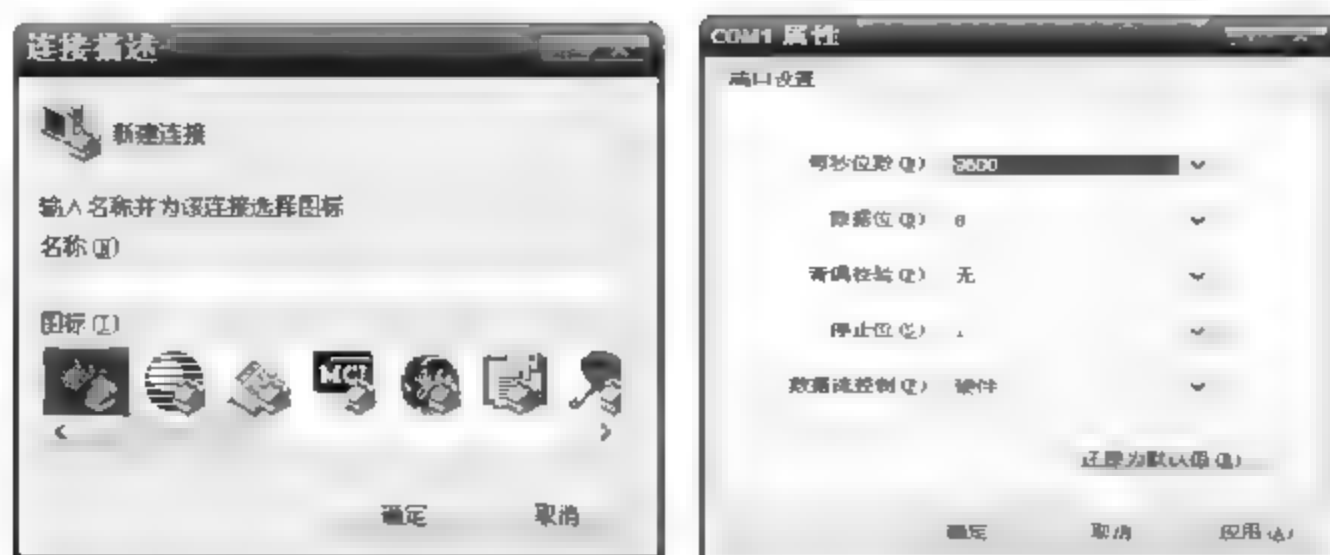 连接描述
新建连接
输入名称并为该连接选择图标
名称(N)
图标(I)
MCI
确定 取消
COM1 属性
端口设置
每秒位数(B) 9600
数据位(D) 8
奇偶校验(P) 无
停止位(S)
数据流控制(F) 硬件
还原为默认值(R)
确定 取消 应用(A)